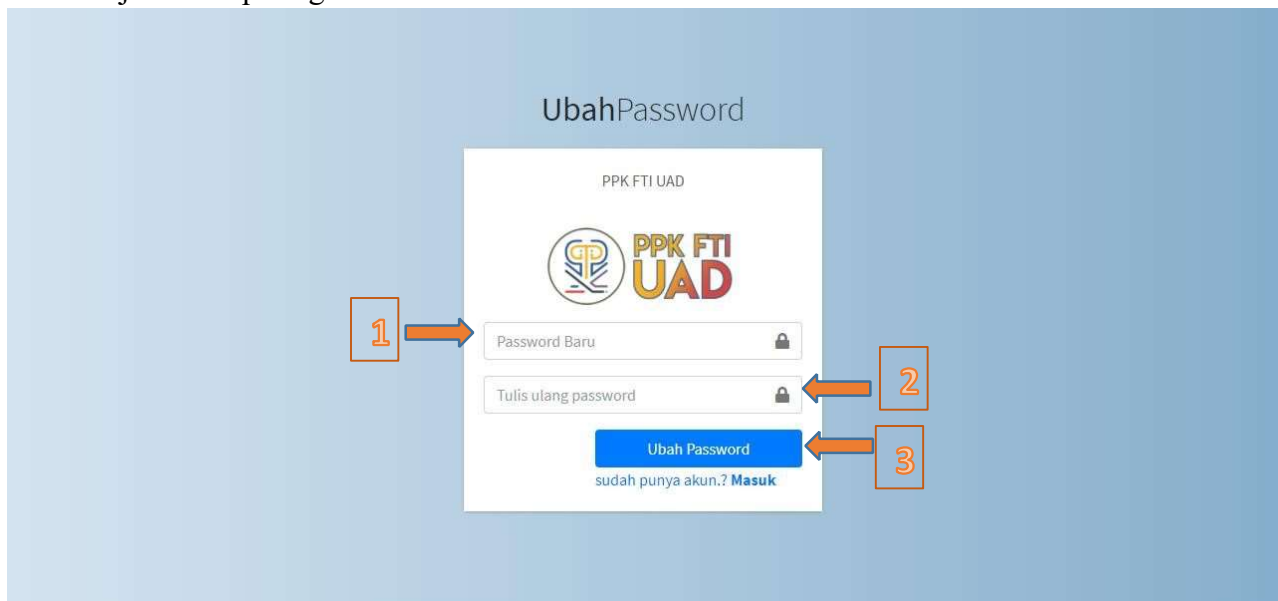 UbahPassword
PPK FTI UAD
PPK FTI
UAD
1
Password Baru
Tulis ulang password
2
Ubah Password
3
sudah punya akun.? Masuk